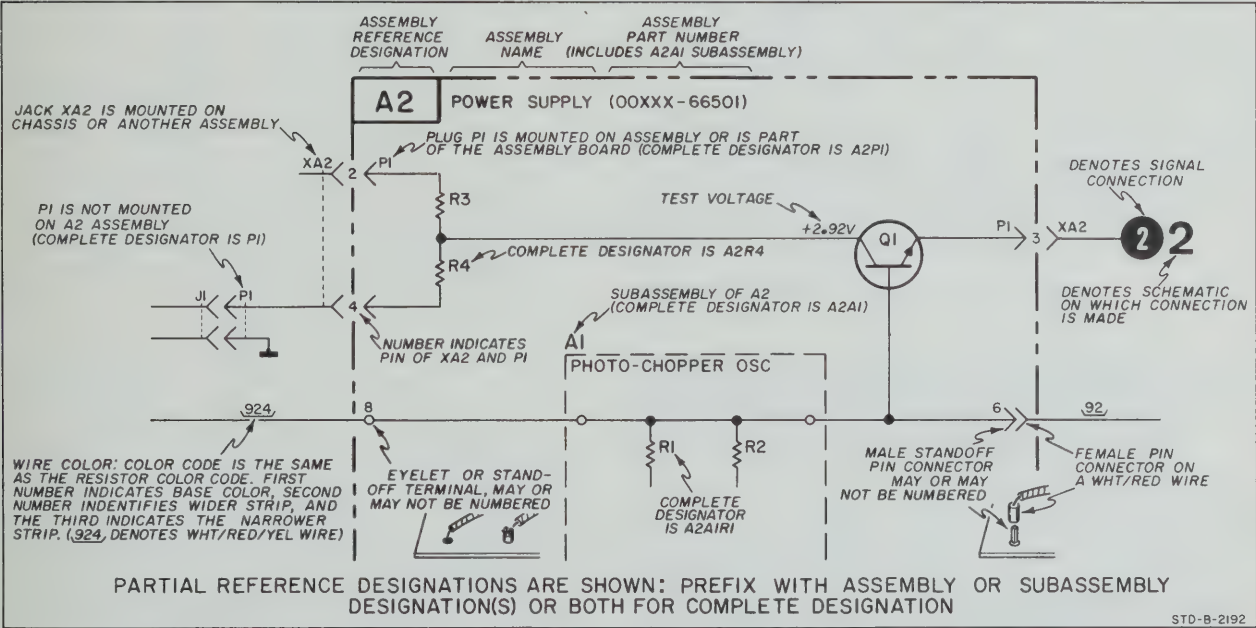 ASSEMBLY
REFERENCE
DESIGNATION
ASSEMBLY
NAME
ASSEMBLY
PART NUMBER
(INCLUDES A2A1 SUBASSEMBLY)
A2
POWER SUPPLY (00XXX-66501)
JACK XA2 IS MOUNTED ON
CHASSIS OR ANOTHER ASSEMBLY
XA2
2
P1
PLUG P1 IS MOUNTED ON ASSEMBLY OR IS PART
OF THE ASSEMBLY BOARD (COMPLETE DESIGNATOR IS A2P1)
R3
TEST VOLTAGE
+2.92V
Q1
P1
3
XA2
DENOTES SIGNAL
CONNECTION
2
2
DENOTES SCHEMATIC
ON WHICH CONNECTION
IS MADE
P1 IS NOT MOUNTED
ON A2 ASSEMBLY
(COMPLETE DESIGNATOR IS P1)
R4
COMPLETE DESIGNATOR IS A2R4
J1
P1
4
NUMBER INDICATES
PIN OF XA2 AND P1
SUBASSEMBLY OF A2
(COMPLETE DESIGNATOR IS A2A1)
A1
PHOTO-CHOPPER OSC
924
8
6
92
R1
R2
WIRE COLOR: COLOR CODE IS THE SAME
AS THE RESISTOR COLOR CODE. FIRST
NUMBER INDICATES BASE COLOR, SECOND
NUMBER INDENTIFIES WIDER STRIP, AND
THE THIRD INDICATES THE NARROWER
STRIP. (924 DENOTES WHT/RED/YEL WIRE)
EYELET OR STAND-
OFF TERMINAL, MAY OR
MAY NOT BE NUMBERED
COMPLETE
DESIGNATOR
IS A2A1R1
MALE STANDOFF
PIN CONNECTOR
MAY OR MAY
NOT BE NUMBERED
FEMALE PIN
CONNECTOR ON
A WHT/RED WIRE
PARTIAL REFERENCE DESIGNATIONS ARE SHOWN: PREFIX WITH ASSEMBLY OR SUBASSEMBLY
DESIGNATION(S) OR BOTH FOR COMPLETE DESIGNATION
STD-B-2192